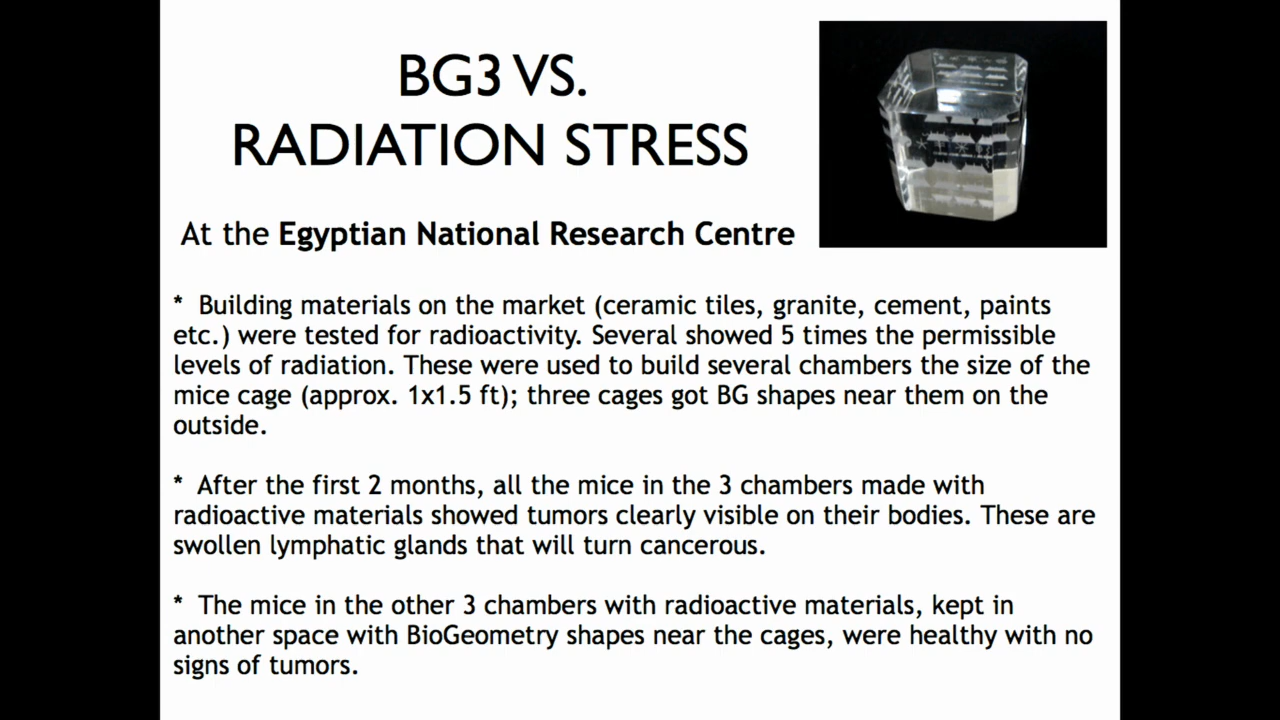 BG3 VS.
RADIATION STRESS
At the Egyptian National Research Centre
* Building materials on the market (ceramic tiles, granite, cement, paints
etc.) were tested for radioactivity. Several showed 5 times the permissible
levels of radiation. These were used to build several chambers the size of the
mice cage (approx. 1x1.5 ft); three cages got BG shapes near them on the
outside.
* After the first 2 months, all the mice in the 3 chambers made with
radioactive materials showed tumors clearly visible on their bodies. These are
swollen lymphatic glands that will turn cancerous.
* The mice in the other 3 chambers with radioactive materials, kept in
another space with BioGeometry shapes near the cages, were healthy with no
signs of tumors.